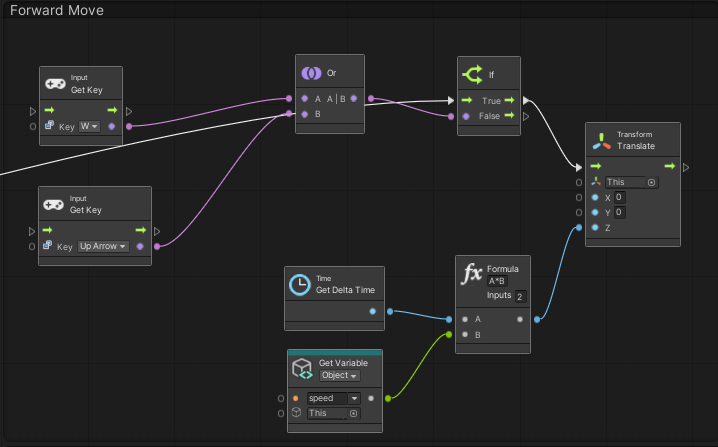 Forward Move
Input
Get Key
Key W
Or
A A | B
B
If
True
False
Transform
Translate
This
X 0
Y 0
Z
Input
Get Key
Key Up Arrow
Time
Get Delta Time
fx Formula
A*B
Inputs 2
A
B
Get Variable
Object
speed
This